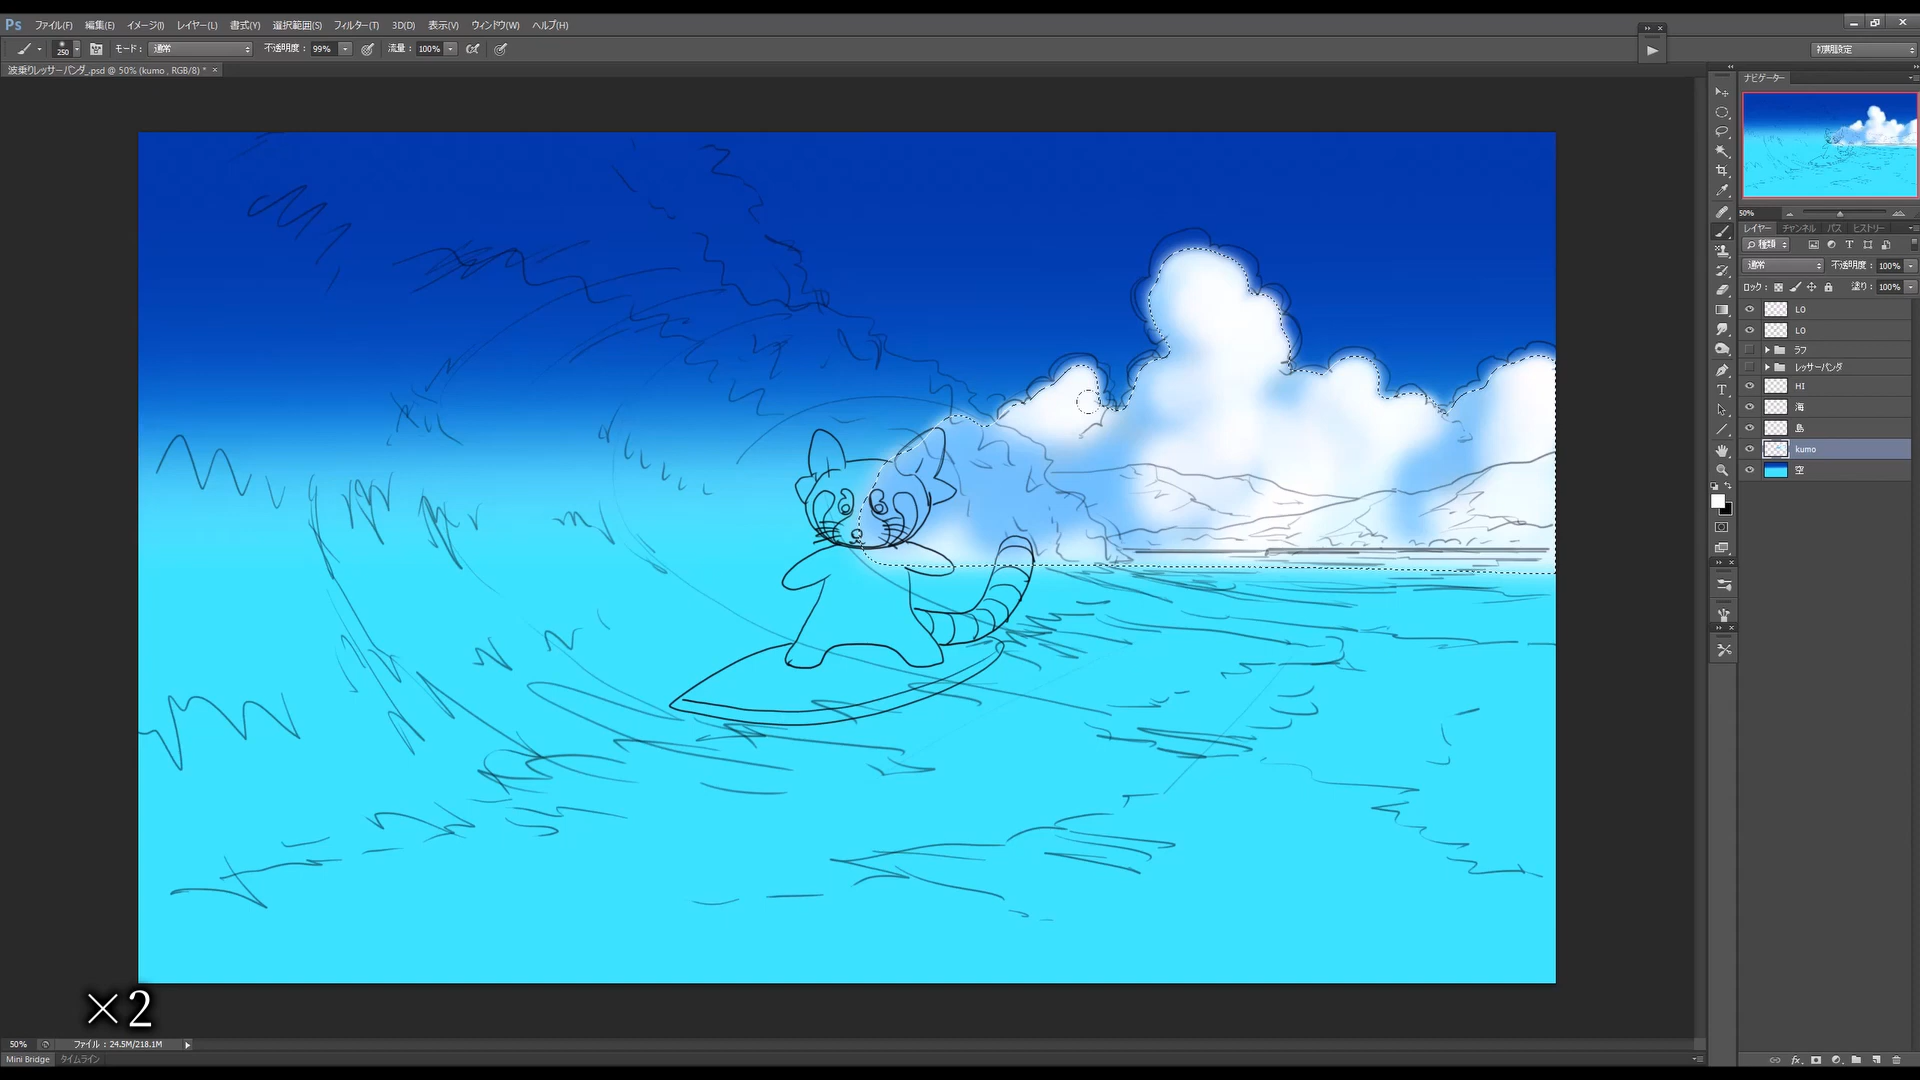 Ps ファイル(F) 編集(E) イメージ(I) レイヤー(L) 書式(Y) 選択範囲(S) フィルター(T) 3D(D) 表示(V) ウィンドウ(W) ヘルプ(H)
250 モード: 通常 不透明度: 99% 流量: 100% 初期設定
波乗りレッサーパンダ_.psd @ 50% (kumo , RGB/8) *
ナビゲーター
50%
レイヤー チャンネル パス ヒストリー
種類
通常 不透明度: 100%
ロック: 塗り: 100%
LO
LO
ラフ
レッサーパンダ
HI
海
島
kumo
空
×2
50% ファイル : 24.5M/218.1M
Mini Bridge タイムライン